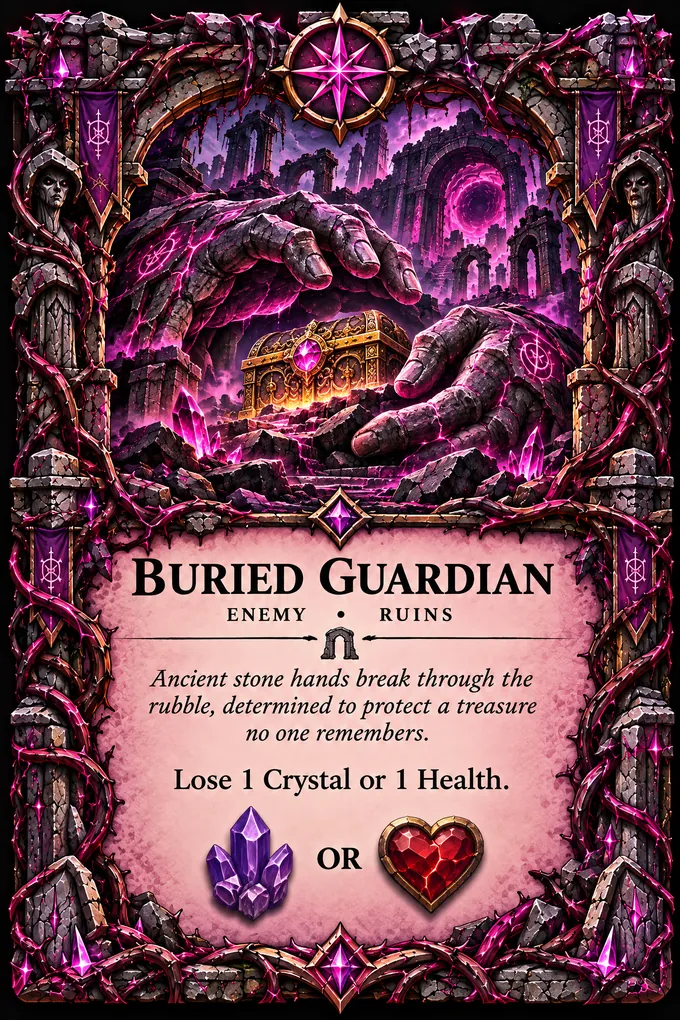 BURIED GUARDIAN
ENEMY • RUINS
Ancient stone hands break through the
rubble, determined to protect a treasure
no one remembers.
Lose 1 Crystal or 1 Health.
OR